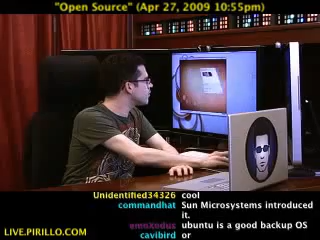 "Open Source" (Apr 27, 2009 10:55pm)
Unidentified34326 cool
commandhat Sun Microsystems introduced
it.
emoXodux ubuntu is a good backup OS
cavibird or
LIVE.PIRILLO.COM